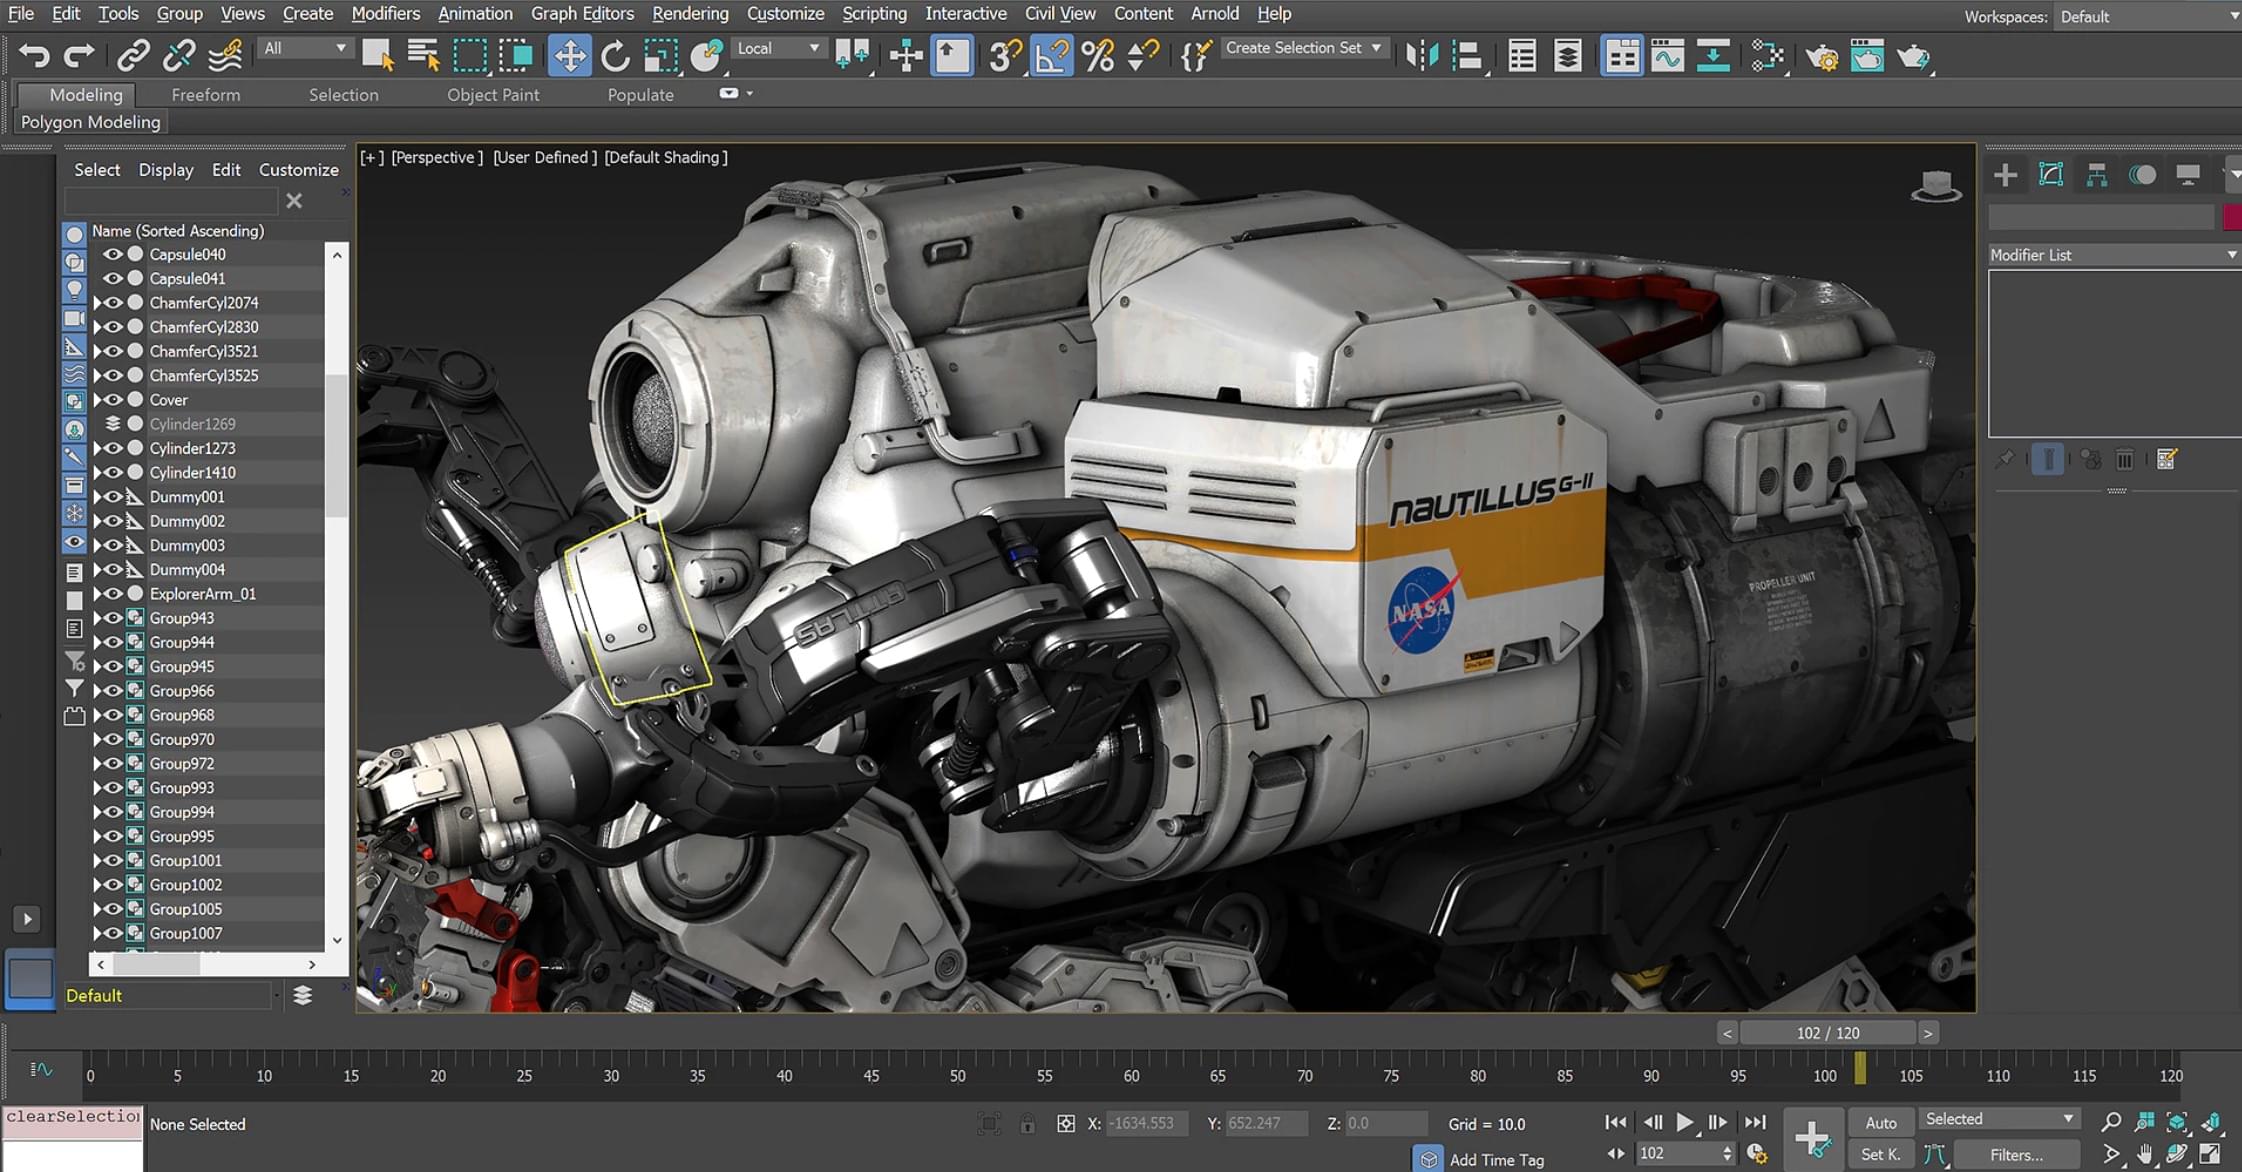 File Edit Tools Group Views Create Modifiers Animation Graph Editors Rendering Customize Scripting Interactive Civil View Content Arnold Help
Workspaces: Default
All
Local
Create Selection Set
Modeling Freeform Selection Object Paint Populate
Polygon Modeling
Select Display Edit Customize
Name (Sorted Ascending)
Capsule040
Capsule041
ChamferCyl2074
ChamferCyl2830
ChamferCyl3521
ChamferCyl3525
Cover
Cylinder1269
Cylinder1273
Cylinder1410
Dummy001
Dummy002
Dummy003
Dummy004
ExplorerArm_01
Group943
Group944
Group945
Group966
Group968
Group970
Group972
Group993
Group994
Group995
Group1001
Group1002
Group1005
Group1007
Default
[+] [Perspective] [User Defined] [Default Shading]
NAUTILLUS G-II
NASA
ATTLAS
PROPELLER UNIT
Modifier List
< 102 / 120 >
0 5 10 15 20 25 30 35 40 45 50 55 60 65 70 75 80 85 90 95 100 105 110 115 120
clearSelection
None Selected
X: -1634.553 Y: 652.247 Z: 0.0 Grid = 10.0
Add Time Tag
102
Auto Selected
Set K. Filters...